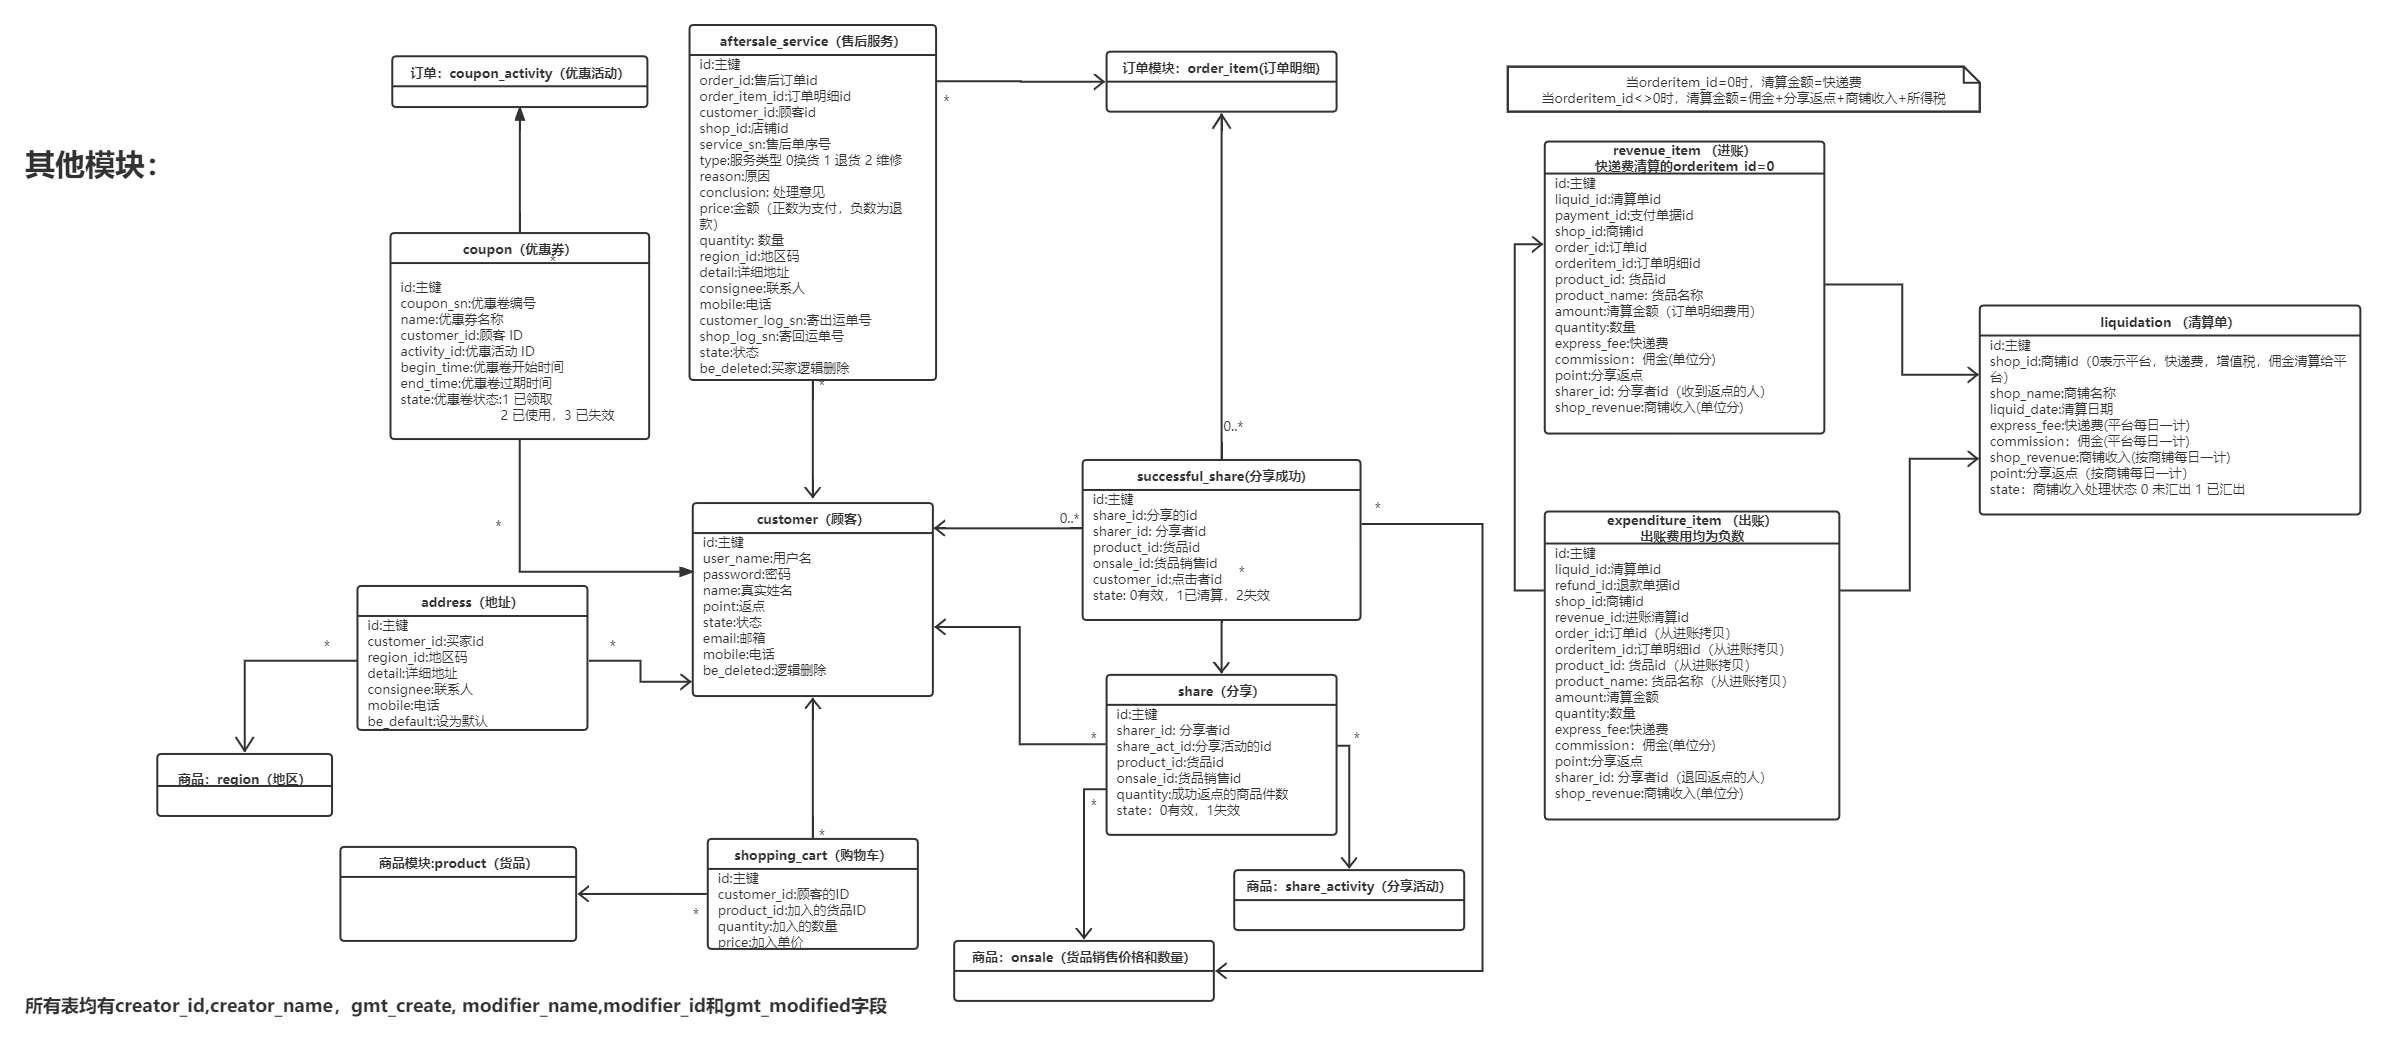 其他模块：
订单：coupon_activity（优惠活动）
coupon（优惠券）
*
id:主键
coupon_sn:优惠卷编号
name:优惠券名称
customer_id:顾客 ID
activity_id:优惠活动 ID
begin_time:优惠卷开始时间
end_time:优惠卷过期时间
state:优惠卷状态:1 已领取
2 已使用，3 已失效
*
aftersale_service（售后服务）
id:主键
order_id:售后订单id
order_item_id:订单明细id
customer_id:顾客id
shop_id:店铺id
service_sn:售后单序号
type:服务类型 0换货 1 退货 2 维修
reason:原因
conclusion: 处理意见
price:金额（正数为支付，负数为退
款）
quantity: 数量
region_id:地区码
detail:详细地址
consignee:联系人
mobile:电话
customer_log_sn:寄出运单号
shop_log_sn:寄回运单号
state:状态
be_deleted:买家逻辑删除
*
*
订单模块：order_item(订单明细)
0..*
customer（顾客）
id:主键
user_name:用户名
password:密码
name:真实姓名
point:返点
state:状态
email:邮箱
mobile:电话
be_deleted:逻辑删除
address（地址）
id:主键
customer_id:买家id
region_id:地区码
detail:详细地址
consignee:联系人
mobile:电话
be_default:设为默认
*
*
商品：region（地区）
商品模块:product（货品）
shopping_cart（购物车）
id:主键
customer_id:顾客的ID
product_id:加入的货品ID
quantity:加入的数量
price:加入单价
*
*
successful_share(分享成功)
id:主键
share_id:分享的id
sharer_id: 分享者id
product_id:货品id
onsale_id:货品销售id
customer_id:点击者id
state: 0有效，1已清算，2失效
0..*
*
*
share（分享）
id:主键
sharer_id: 分享者id
share_act_id:分享活动的id
product_id:货品id
onsale_id:货品销售id
quantity:成功返点的商品件数
state：0有效，1失效
*
*
*
商品：share_activity（分享活动）
商品：onsale（货品销售价格和数量）
当orderitem_id=0时，清算金额=快递费
当orderitem_id<>0时，清算金额=佣金+分享返点+商铺收入+所得税
revenue_item （进账）
快递费清算的orderitem_id=0
id:主键
liquid_id:清算单id
payment_id:支付单据id
shop_id:商铺id
order_id:订单id
orderitem_id:订单明细id
product_id: 货品id
product_name: 货品名称
amount:清算金额（订单明细费用）
quantity:数量
express_fee:快递费
commission：佣金(单位分)
point:分享返点
sharer_id: 分享者id（收到返点的人）
shop_revenue:商铺收入(单位分)
expenditure_item （出账）
出账费用均为负数
id:主键
liquid_id:清算单id
refund_id:退款单据id
shop_id:商铺id
revenue_id:进账清算id
order_id:订单id（从进账拷贝）
orderitem_id:订单明细id（从进账拷贝）
product_id: 货品id（从进账拷贝）
product_name: 货品名称（从进账拷贝）
amount:清算金额
quantity:数量
express_fee:快递费
commission：佣金(单位分)
point:分享返点
sharer_id: 分享者id（退回返点的人）
shop_revenue:商铺收入(单位分)
liquidation （清算单）
id:主键
shop_id:商铺id（0表示平台，快递费，增值税，佣金清算给平
台）
shop_name:商铺名称
liquid_date:清算日期
express_fee:快递费(平台每日一计)
commission：佣金(平台每日一计)
shop_revenue:商铺收入(按商铺每日一计)
point:分享返点（按商铺每日一计）
state：商铺收入处理状态 0 未汇出 1 已汇出
所有表均有creator_id,creator_name，gmt_create, modifier_name,modifier_id和gmt_modified字段